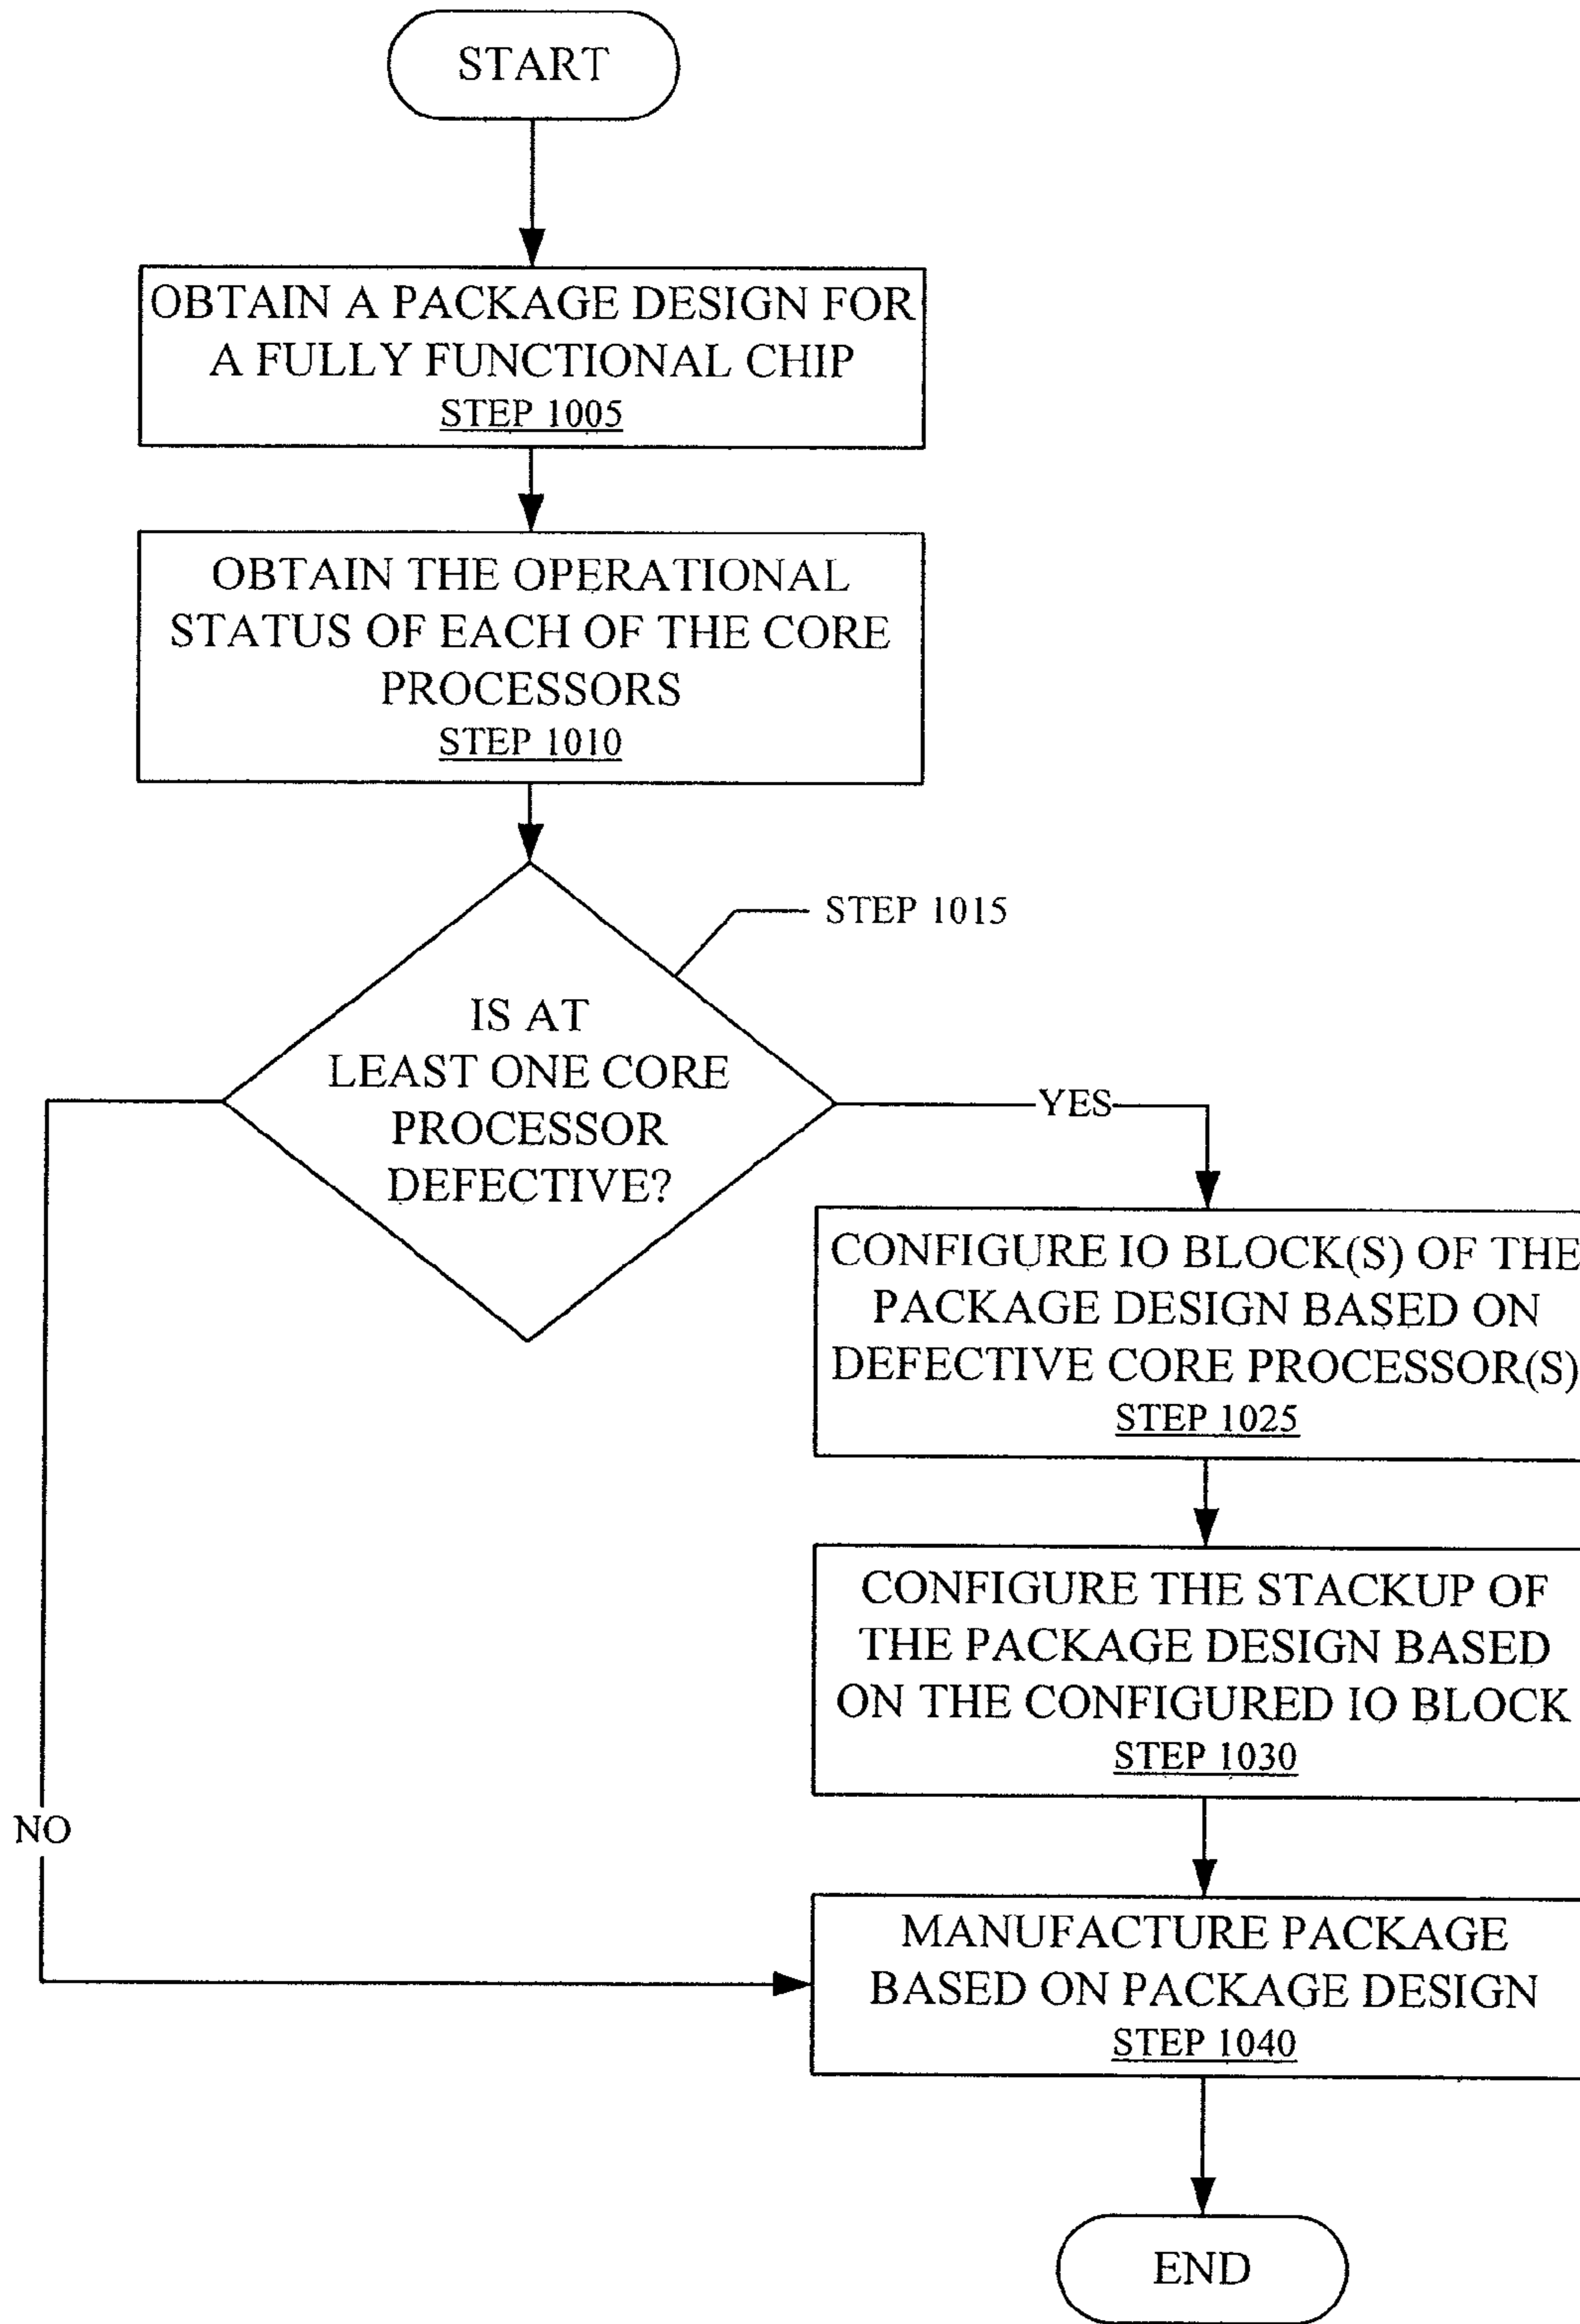 START
OBTAIN A PACKAGE DESIGN FOR
A FULLY FUNCTIONAL CHIP
STEP 1005
OBTAIN THE OPERATIONAL
STATUS OF EACH OF THE CORE
PROCESSORS
STEP 1010
STEP 1015
IS AT
LEAST ONE CORE
PROCESSOR
DEFECTIVE?
YES
CONFIGURE IO BLOCK(S) OF THE
PACKAGE DESIGN BASED ON
DEFECTIVE CORE PROCESSOR(S)
STEP 1025
CONFIGURE THE STACKUP OF
THE PACKAGE DESIGN BASED
ON THE CONFIGURED IO BLOCK
STEP 1030
NO
MANUFACTURE PACKAGE
BASED ON PACKAGE DESIGN
STEP 1040
END